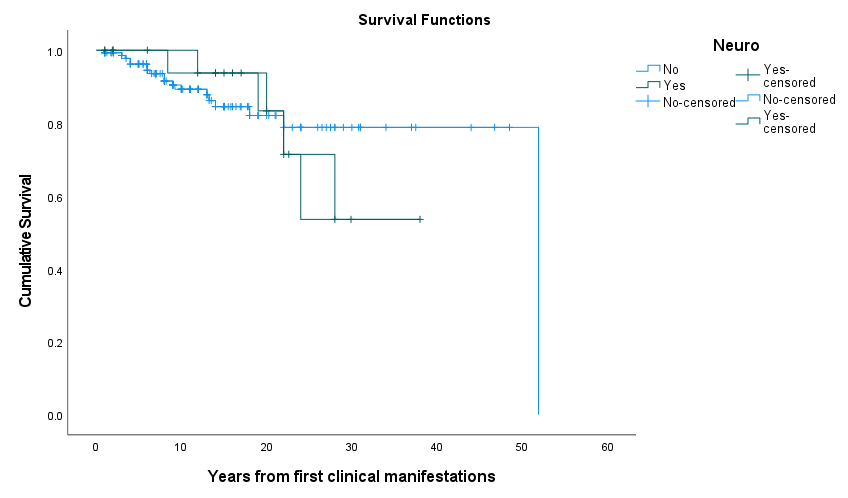 Survival Functions
Neuro
No
Yes
No-censored
Yes-
censored
No-censored
Yes-
censored
Cumulative Survival
1.0
0.8
0.6
0.4
0.2
0.0
0 10 20 30 40 50 60
Years from first clinical manifestations